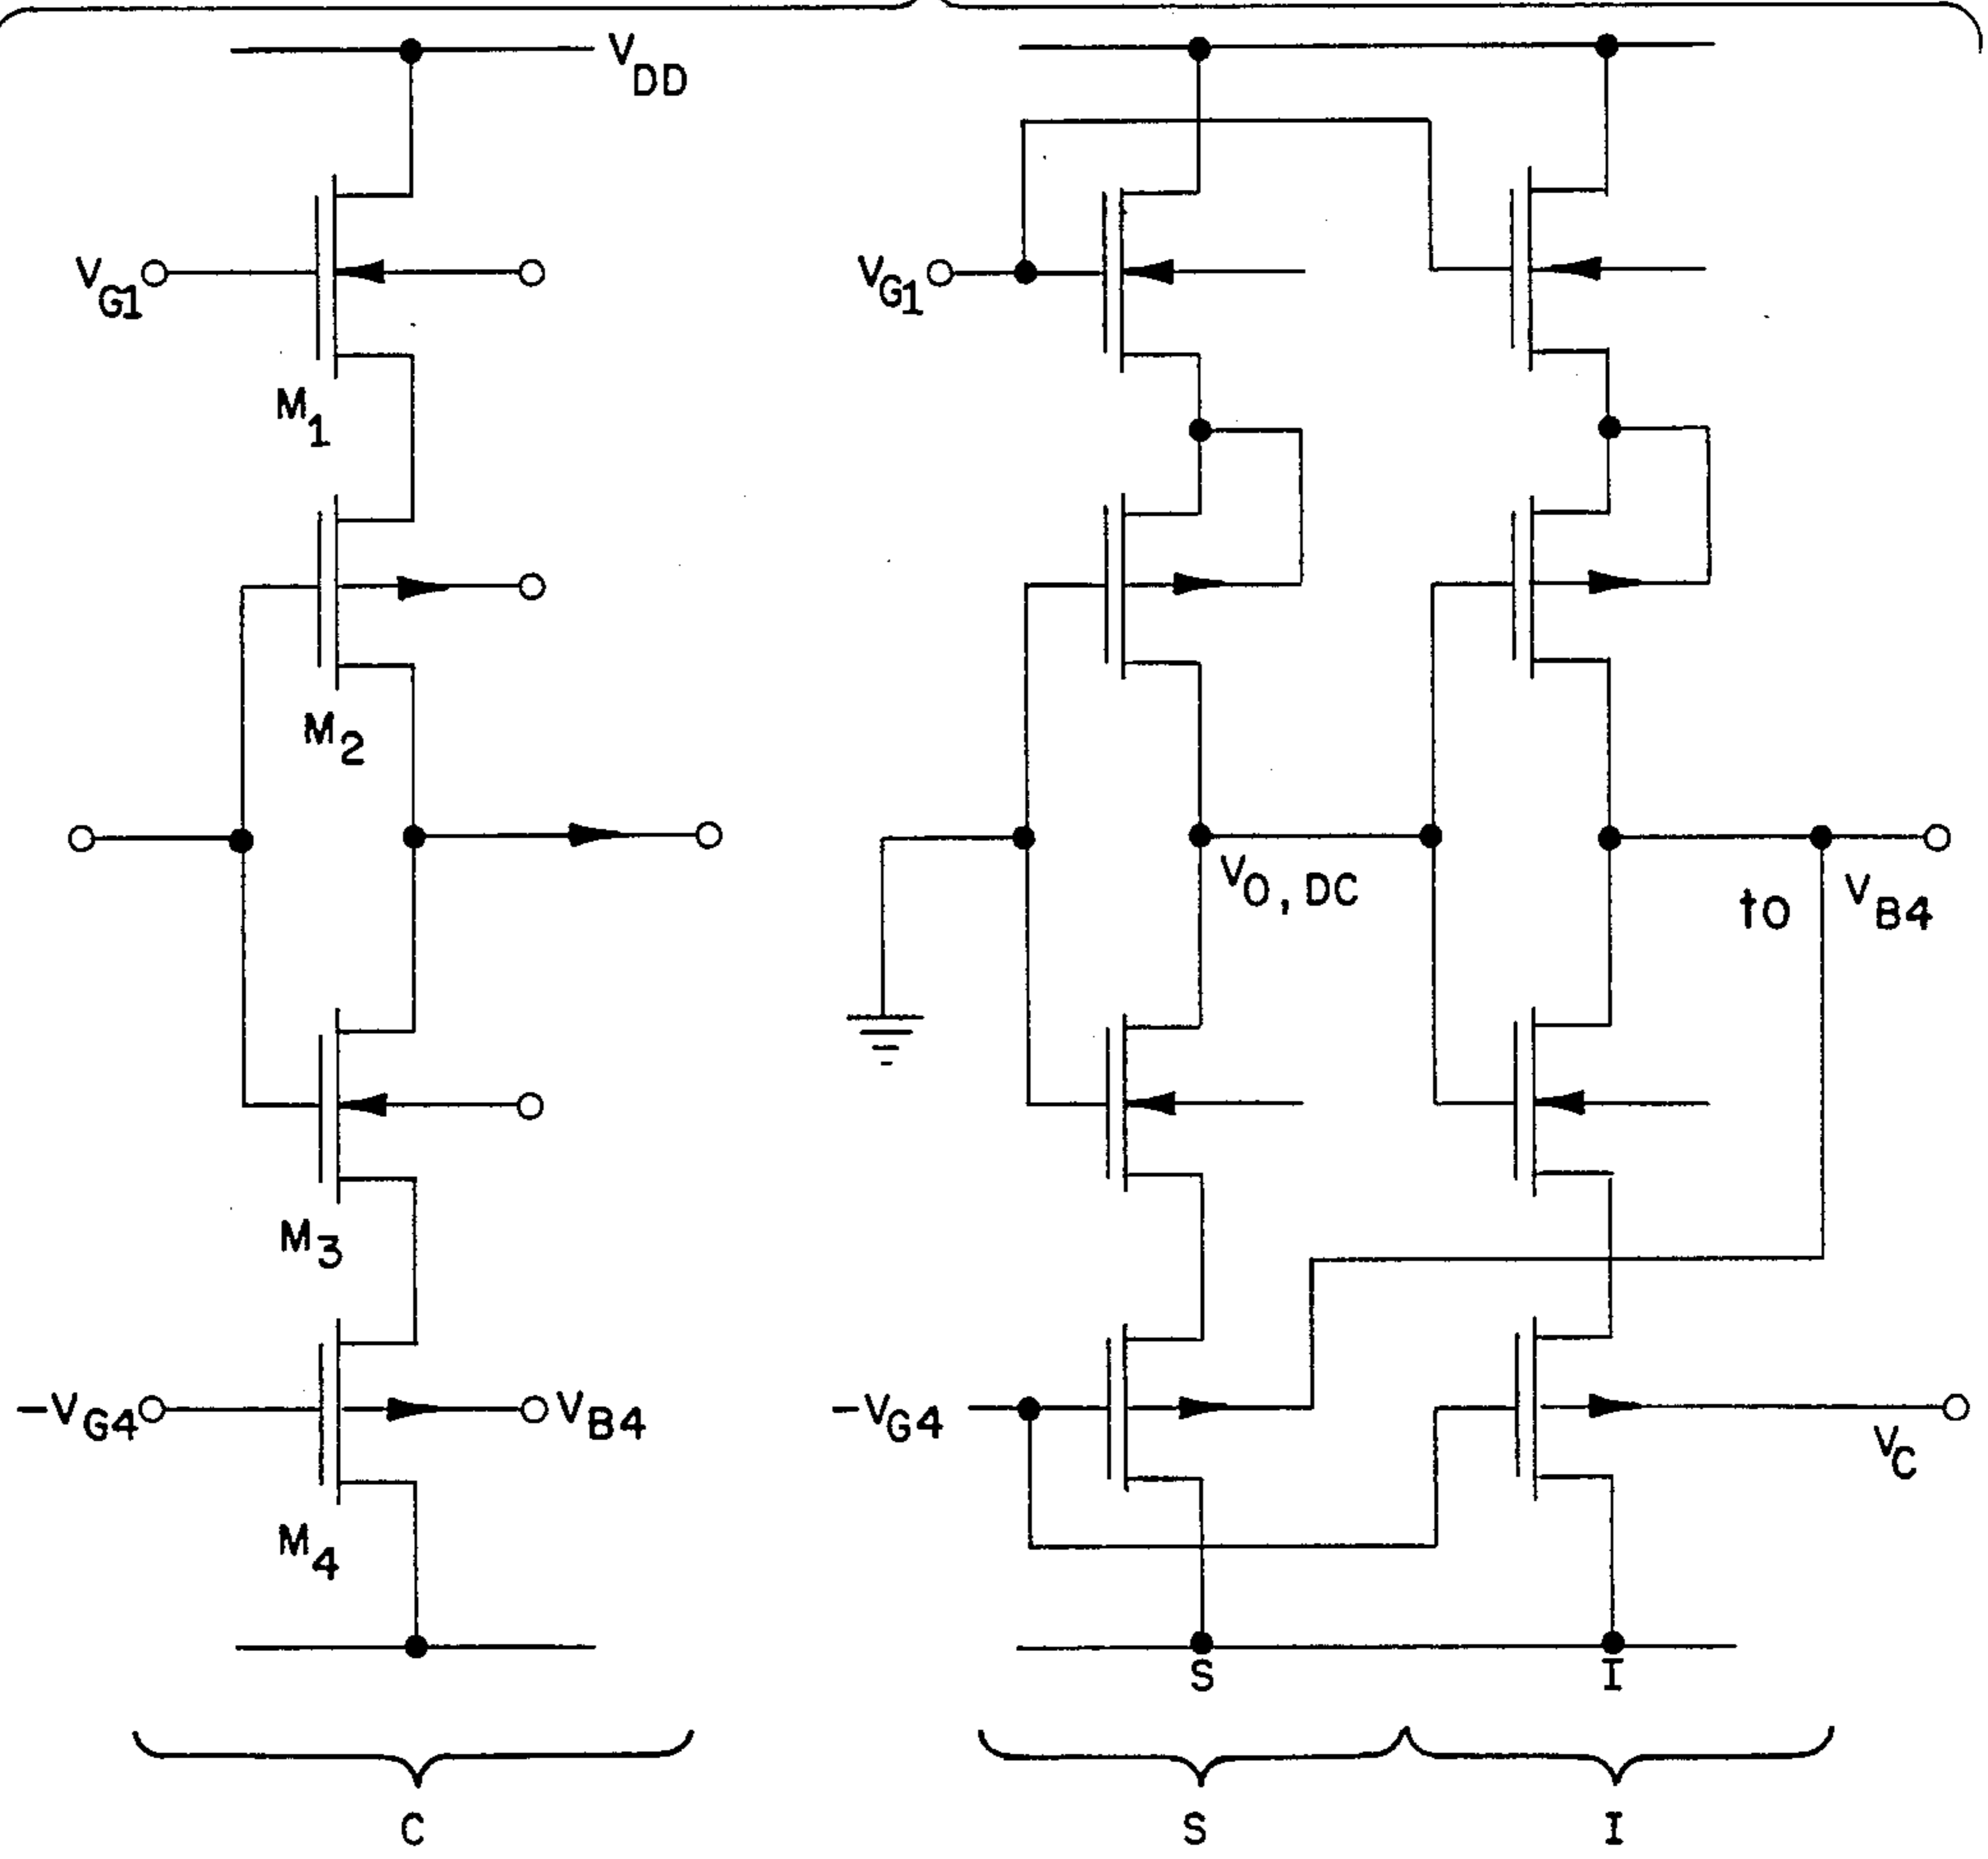 V_DD
V_G1
V_G1
M_1
M_2
V_O,DC
to V_B4
M_3
-V_G4
V_B4
-V_G4
V_C
M_4
S
I
C
S
I